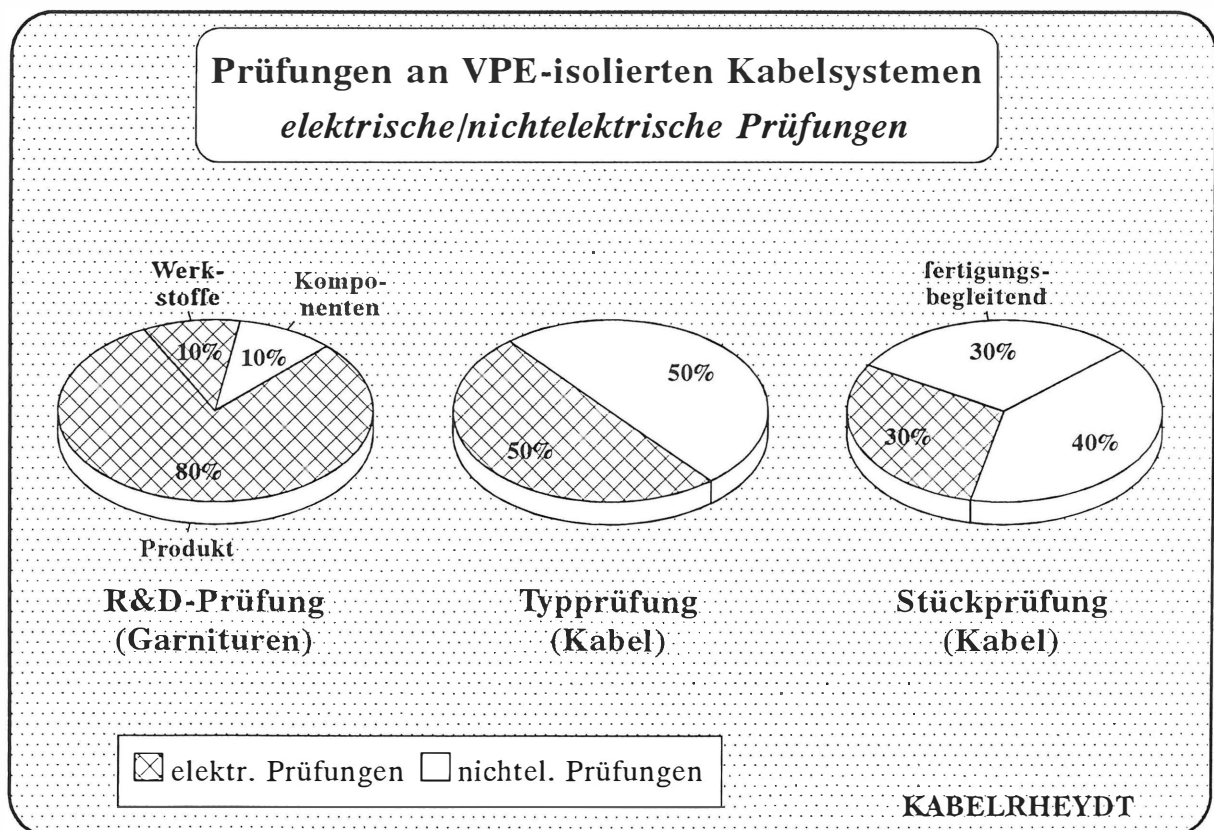 Prüfungen an VPE-isolierten Kabelsystemen
elektrische/nichtelektrische Prüfungen
Werk-
stoffe
Kompo-
nenten
10%
10%
80%
Produkt
R&D-Prüfung
(Garnituren)
50%
50%
Typprüfung
(Kabel)
fertigungs-
begleitend
30%
30%
40%
Stückprüfung
(Kabel)
elektr. Prüfungen
nichtel. Prüfungen
KABELRHEYDT